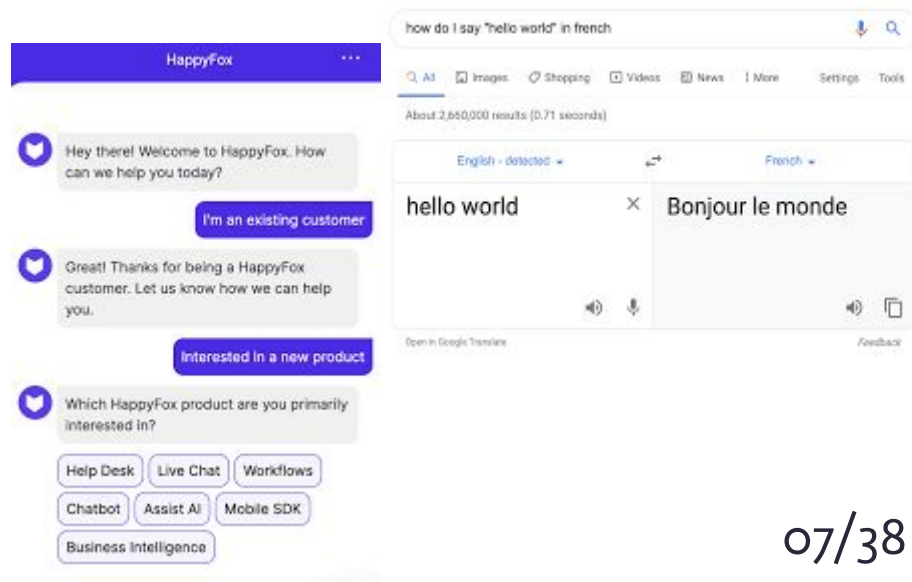 HappyFox
Hey there! Welcome to HappyFox. How
can we help you today?
I'm an existing customer
Great! Thanks for being a HappyFox
customer. Let us know how we can help
you.
Interested in a new product
Which HappyFox product are you primarily
interested in?
Help Desk Live Chat Workflows
Chatbot Assist AI Mobile SDK
Business Intelligence
how do I say "hello world" in french
All Images Shopping Videos News More Settings Tools
About 2,660,000 results (0.71 seconds)
English - detected French
hello world Bonjour le monde
Open in Google Translate Feedback
07/38